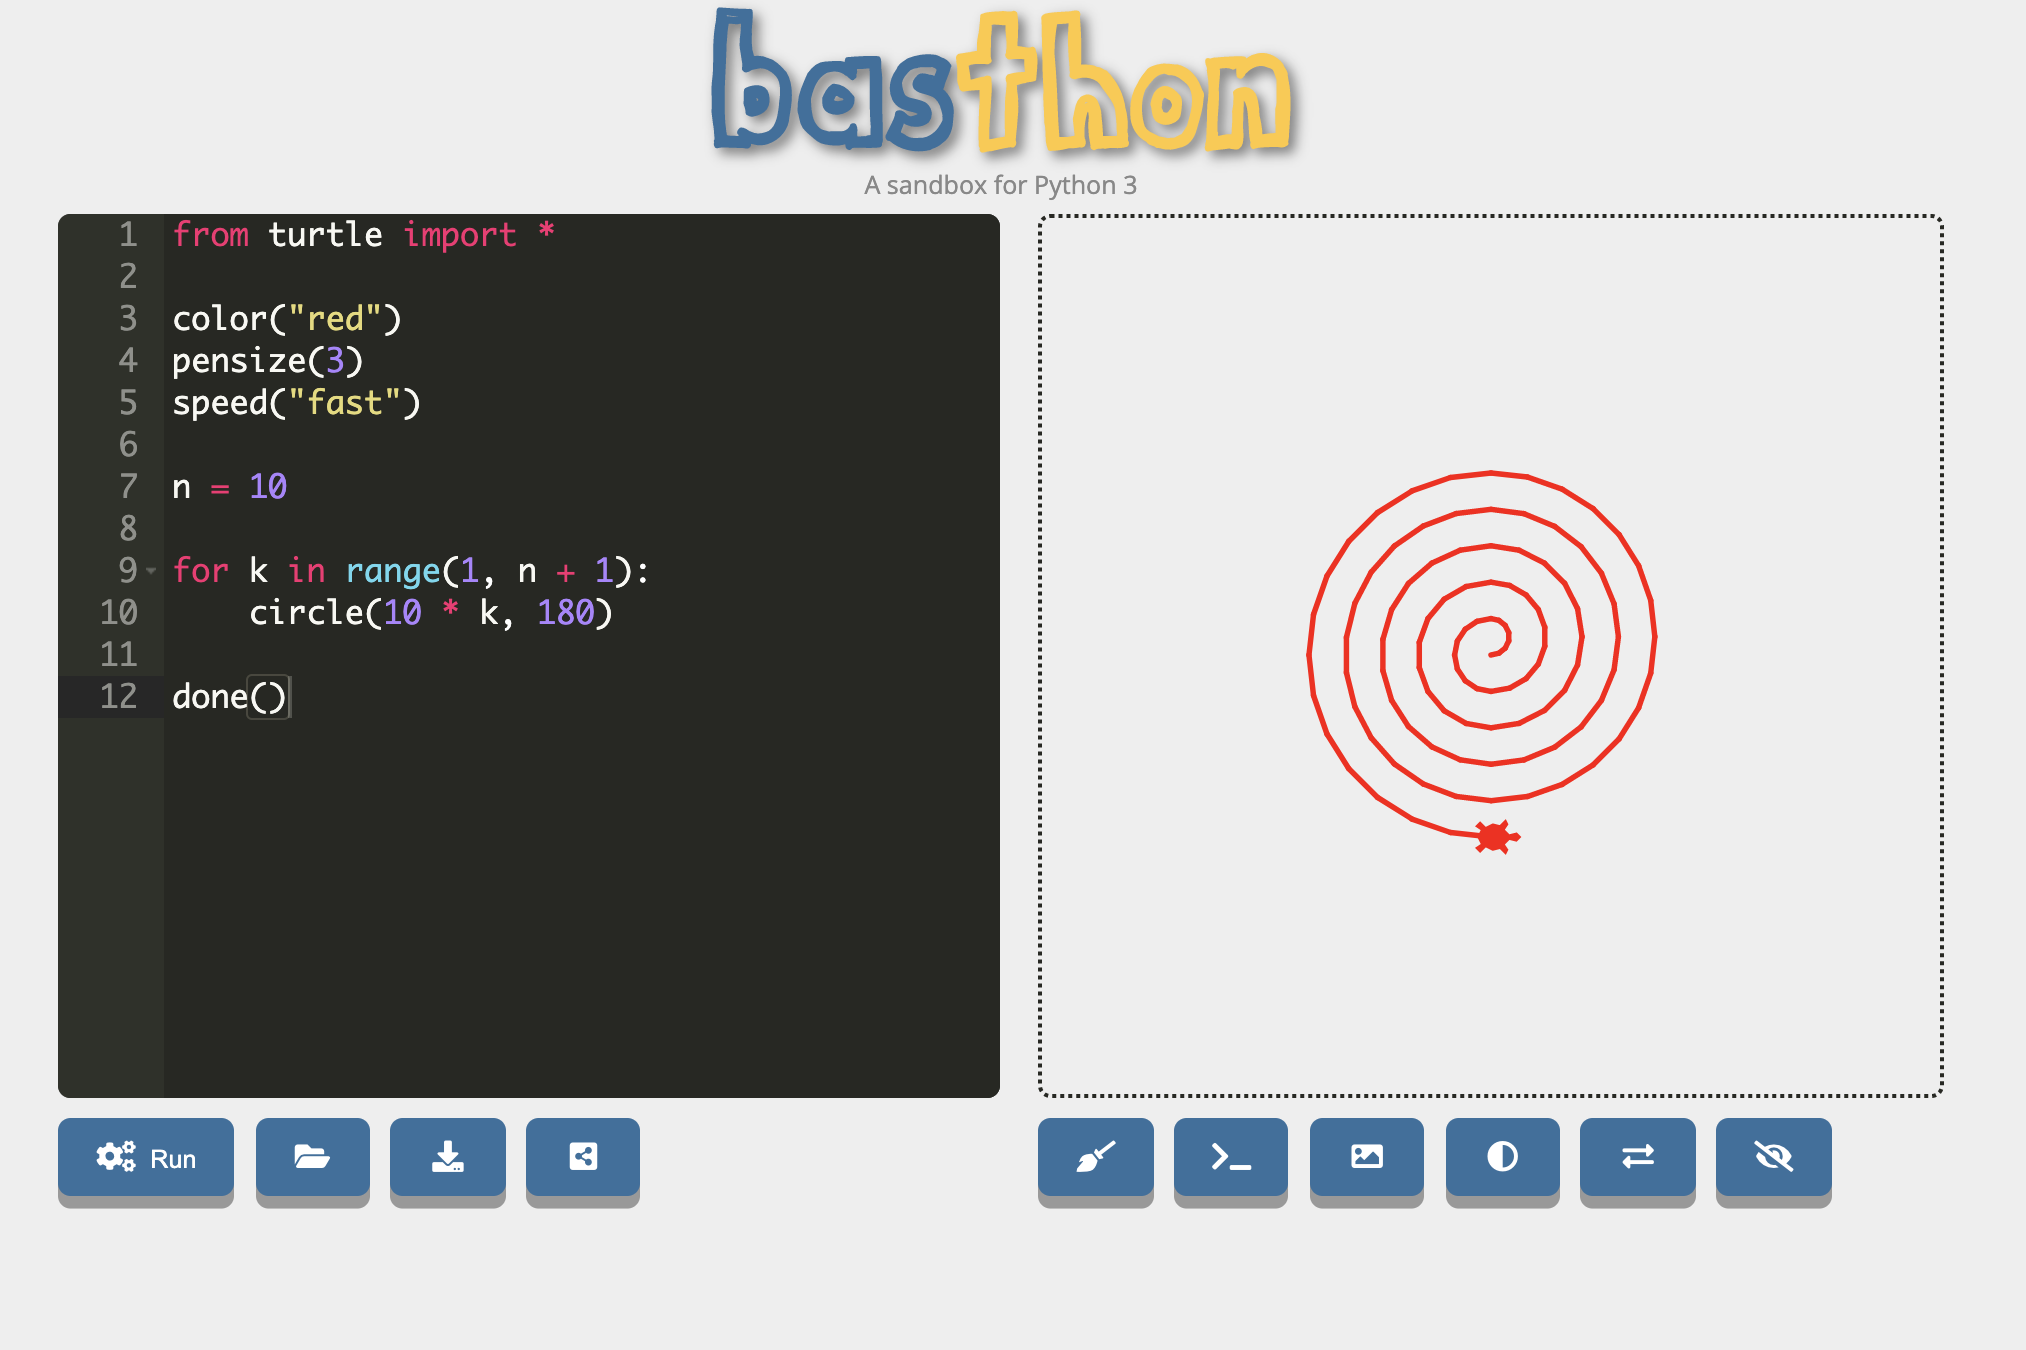 basthon
A sandbox for Python 3
1 from turtle import *
2
3 color("red")
4 pensize(3)
5 speed("fast")
6
7 n = 10
8
9 for k in range(1, n + 1):
10     circle(10 * k, 180)
11
12 done()
Run